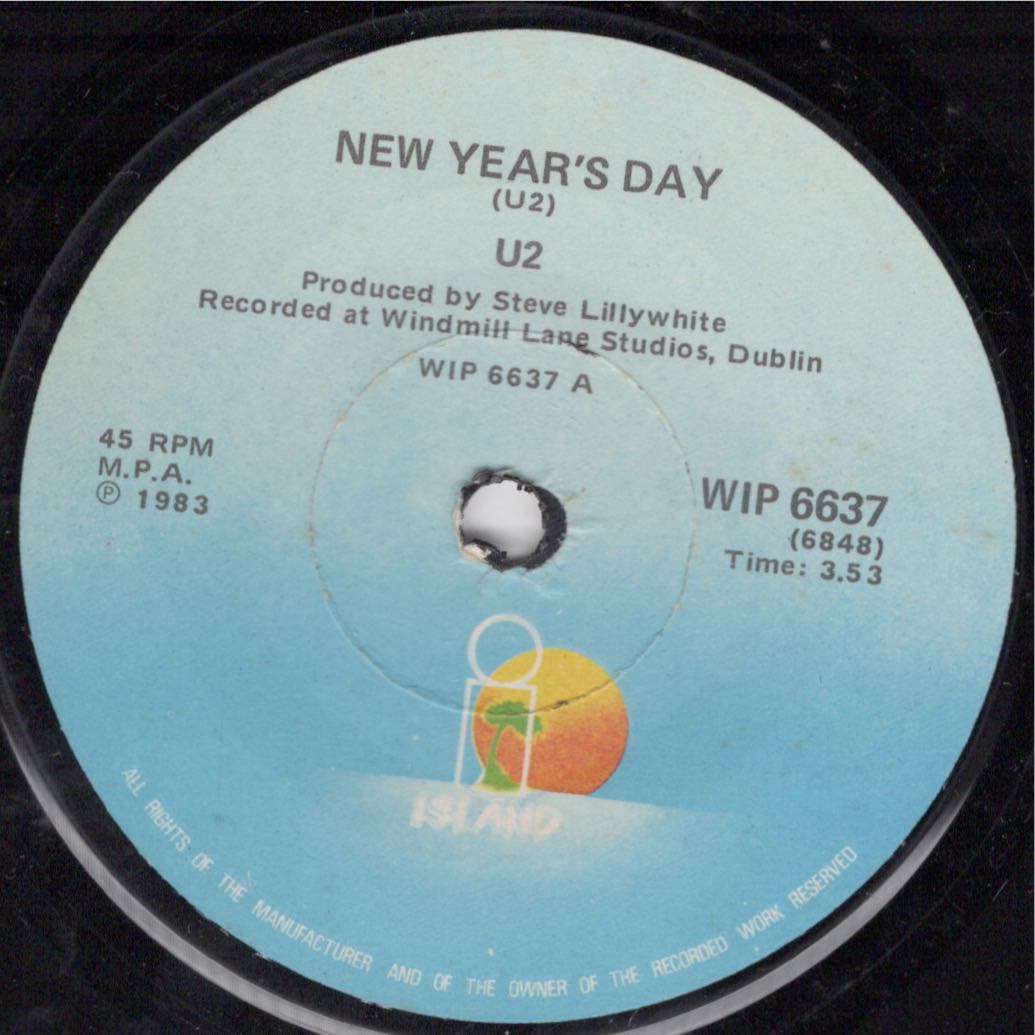 NEW YEAR'S DAY
(U2)
U2
Produced by Steve Lillywhite
Recorded at Windmill Lane Studios, Dublin
WIP 6637 A
45 RPM
M.P.A.
Ⓟ 1983
WIP 6637
(6848)
Time: 3.53
ISLAND
ALL RIGHTS OF THE MANUFACTURER AND OF THE OWNER OF THE RECORDED WORK RESERVED